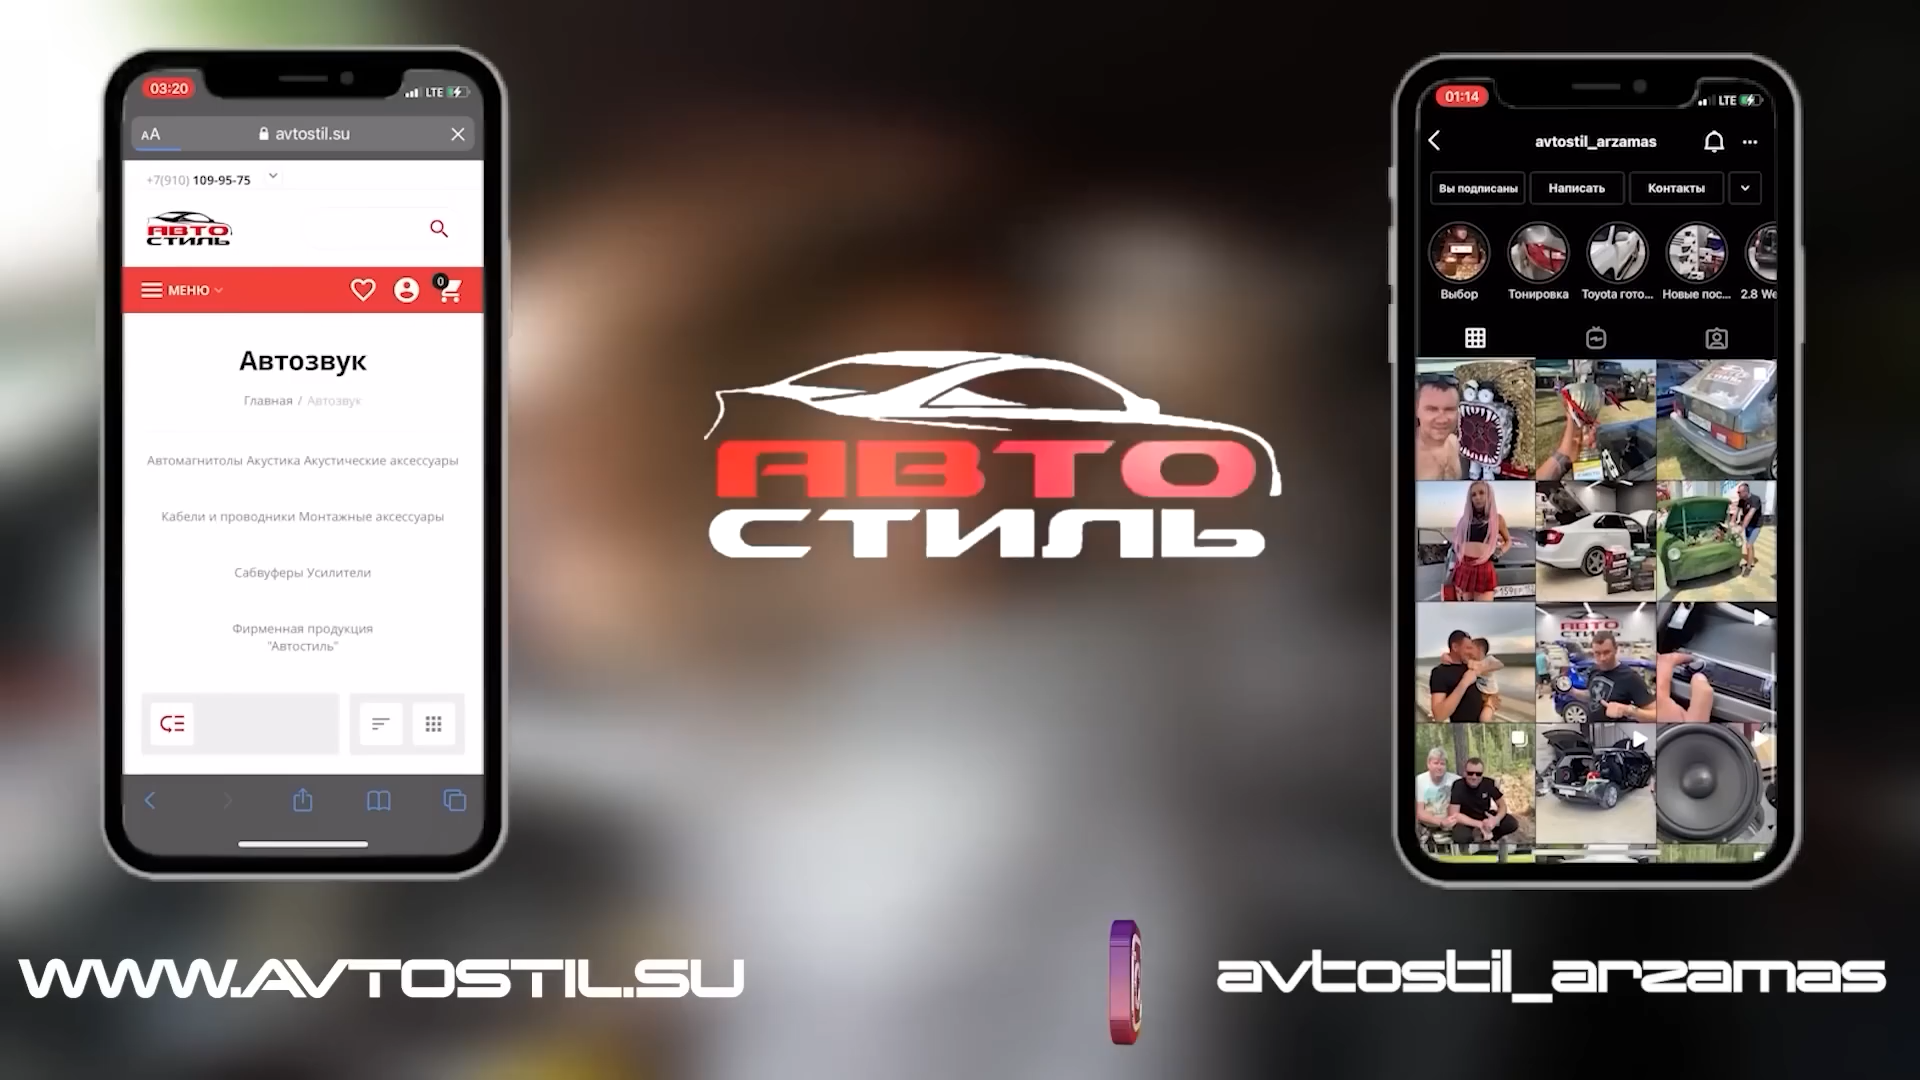 03:20
LTE
AA
avtostil.su
+7(910) 109-95-75
АВТО
СТИЛЬ
МЕНЮ
0
Автозвук
Главная / Автозвук
Автомагнитолы Акустика Акустические аксессуары
Кабели и проводники Монтажные аксессуары
Сабвуферы Усилители
Фирменная продукция
"Автостиль"
АВТО
СТИЛЬ
01:14
LTE
avtostil_arzamas
Вы подписаны
Написать
Контакты
Выбор
Тонировка
Toyota гото...
Новые пос...
2.8 We
АВТО
СТИЛЬ
WWW.AVTOSTIL.SU
avtostil_arzamas